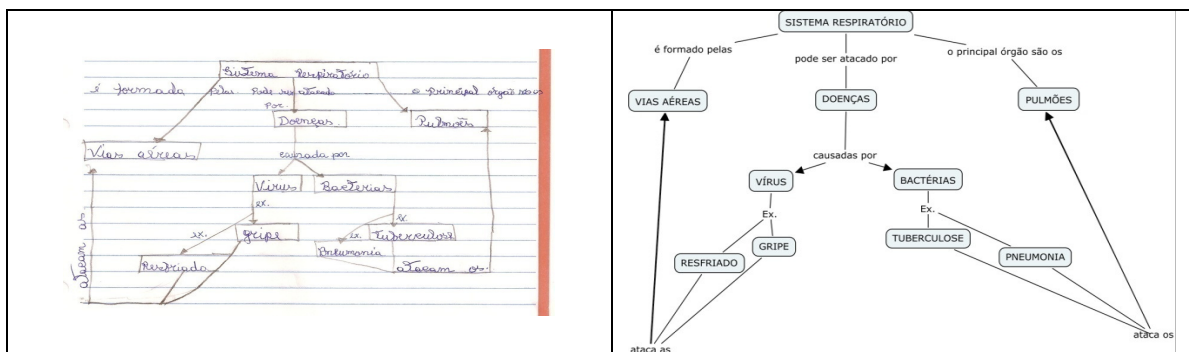 Sistema Respiratório
é formada pelas Pode ser atacado o principal órgão são os
por.
Doenças. Pulmões
Vias aéreas causada por
Vírus Bacterias
ex. ex.
ex. gripe ex. Tuberculose
Pneumonia
Resfriado atacam os.
atacam as
SISTEMA RESPIRATÓRIO
é formado pelas pode ser atacado por o principal órgão são os
VIAS AÉREAS DOENÇAS PULMÕES
causadas por
VÍRUS BACTÉRIAS
Ex. Ex.
RESFRIADO GRIPE TUBERCULOSE PNEUMONIA
ataca as ataca os